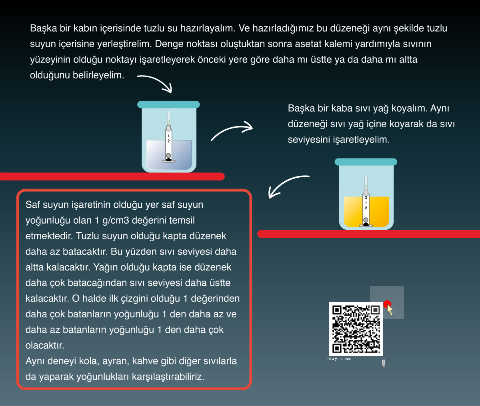 Başka bir kabın içerisinde tuzlu su hazırlayalım. Ve hazırladığımız bu düzeneği aynı şekilde tuzlu
suyun içerisine yerleştirelim. Denge noktası oluştuktan sonra asetat kalemi yardımıyla sıvının
yüzeyinin olduğu noktayı işaretleyerek önceki yere göre daha mı üstte ya da daha mı altta
olduğunu belirleyelim.
Başka bir kaba sıvı yağ koyalım. Aynı
düzeneği sıvı yağ içine koyarak da sıvı
seviyesini işaretleyelim.
Saf suyun işaretinin olduğu yer saf suyun
yoğunluğu olan 1 g/cm3 değerini temsil
etmektedir. Tuzlu suyun olduğu kapta düzenek
daha az batacaktır. Bu yüzden sıvı seviyesi daha
altta kalacaktır. Yağın olduğu kapta ise düzenek
daha çok batacağından sıvı seviyesi daha üstte
kalacaktır. O halde ilk çizgini olduğu 1 değerinden
daha çok batanların yoğunluğu 1 den daha az ve
daha az batanların yoğunluğu 1 den daha çok
olacaktır.
Aynı deneyi kola, ayran, kahve gibi diğer sıvılarla
da yaparak yoğunlukları karşılaştırabiliriz.